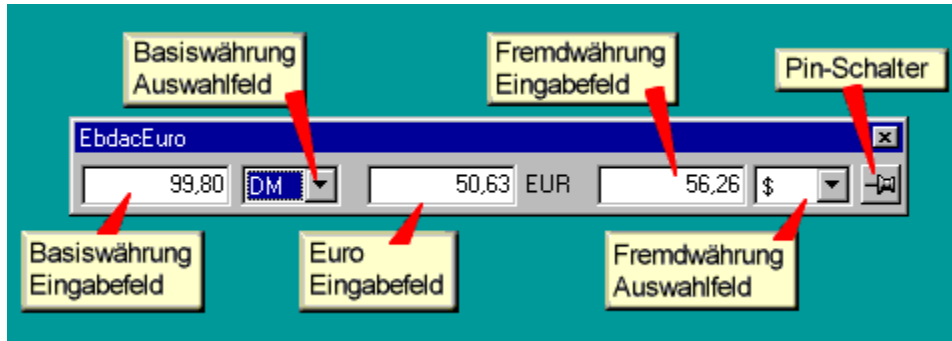 Basiswährung
Auswahlfeld
Fremdwährung
Eingabefeld
Pin-Schalter
EbdacEuro
99,80 DM 50,63 EUR 56,26 $
Basiswährung
Eingabefeld
Euro
Eingabefeld
Fremdwährung
Auswahlfeld